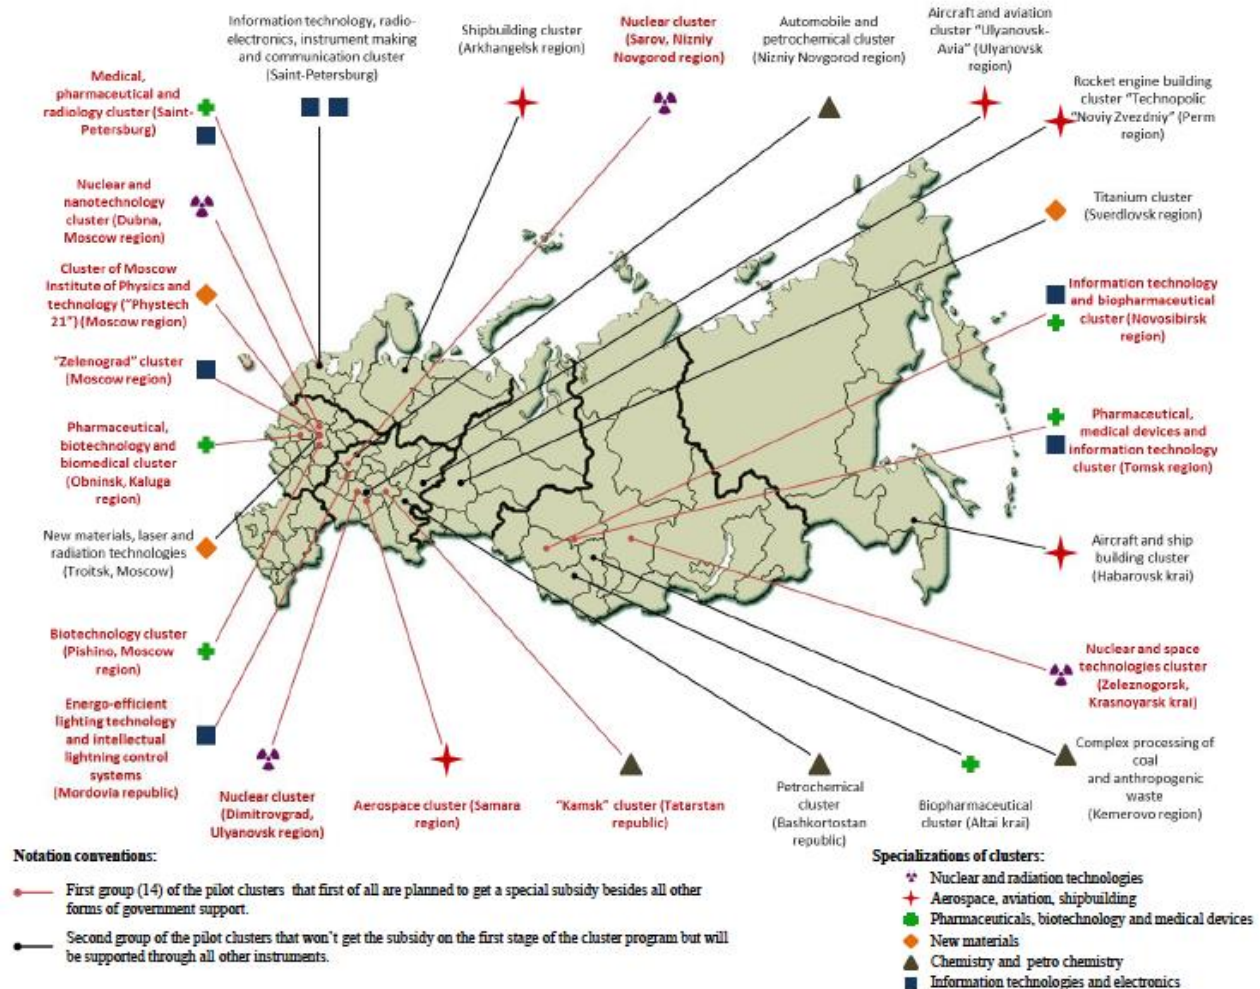 Information technology, radio-
electronics, instrument making
and communication cluster
(Saint-Petersburg)
Shipbuilding cluster
(Arkhangelsk region)
Nuclear cluster
(Sarov, Nizniy
Novgorod region)
Automobile and
petrochemical cluster
(Nizniy Novgorod region)
Aircraft and aviation
cluster "Ulyanovsk-
Avia" (Ulyanovsk
region)
Rocket engine building
cluster "Technopolic
"Noviy Zvezdniy" (Perm
region)
Titanium cluster
(Sverdlovsk region)
Information technology
and biopharmaceutical
cluster (Novosibirsk
region)
Pharmaceutical,
medical devices and
information technology
cluster (Tomsk region)
Aircraft and ship
building cluster
(Habarovsk krai)
Nuclear and space
technologies cluster
(Zeleznogorsk,
Krasnoyarsk krai)
Complex processing of
coal
and anthropogenic
waste
(Kemerovo region)
Medical,
pharmaceutical and
radiology cluster (Saint-
Petersburg)
Nuclear and
nanotechnology
cluster (Dubna,
Moscow region)
Cluster of Moscow
Institute of Physics and
technology ("Phystech
21") (Moscow region)
"Zelenograd" cluster
(Moscow region)
Pharmaceutical,
biotechnology and
biomedical cluster
(Obninsk, Kaluga
region)
New materials, laser and
radiation technologies
(Troitsk, Moscow)
Biotechnology cluster
(Pishino, Moscow
region)
Energo-efficient
lighting technology
and intellectual
lightning control
systems
(Mordovia republic)
Nuclear cluster
(Dimitrovgrad,
Ulyanovsk region)
Aerospace cluster (Samara
region)
"Kamsk" cluster (Tatarstan
republic)
Petrochemical
cluster
(Bashkortostan
republic)
Biopharmaceutical
cluster (Altai krai)
Notation conventions:
First group (14) of the pilot clusters that first of all are planned to get a special subsidy besides all other
forms of government support.
Second group of the pilot clusters that won't get the subsidy on the first stage of the cluster program but will
be supported through all other instruments.
Specializations of clusters:
Nuclear and radiation technologies
Aerospace, aviation, shipbuilding
Pharmaceuticals, biotechnology and medical devices
New materials
Chemistry and petro chemistry
Information technologies and electronics